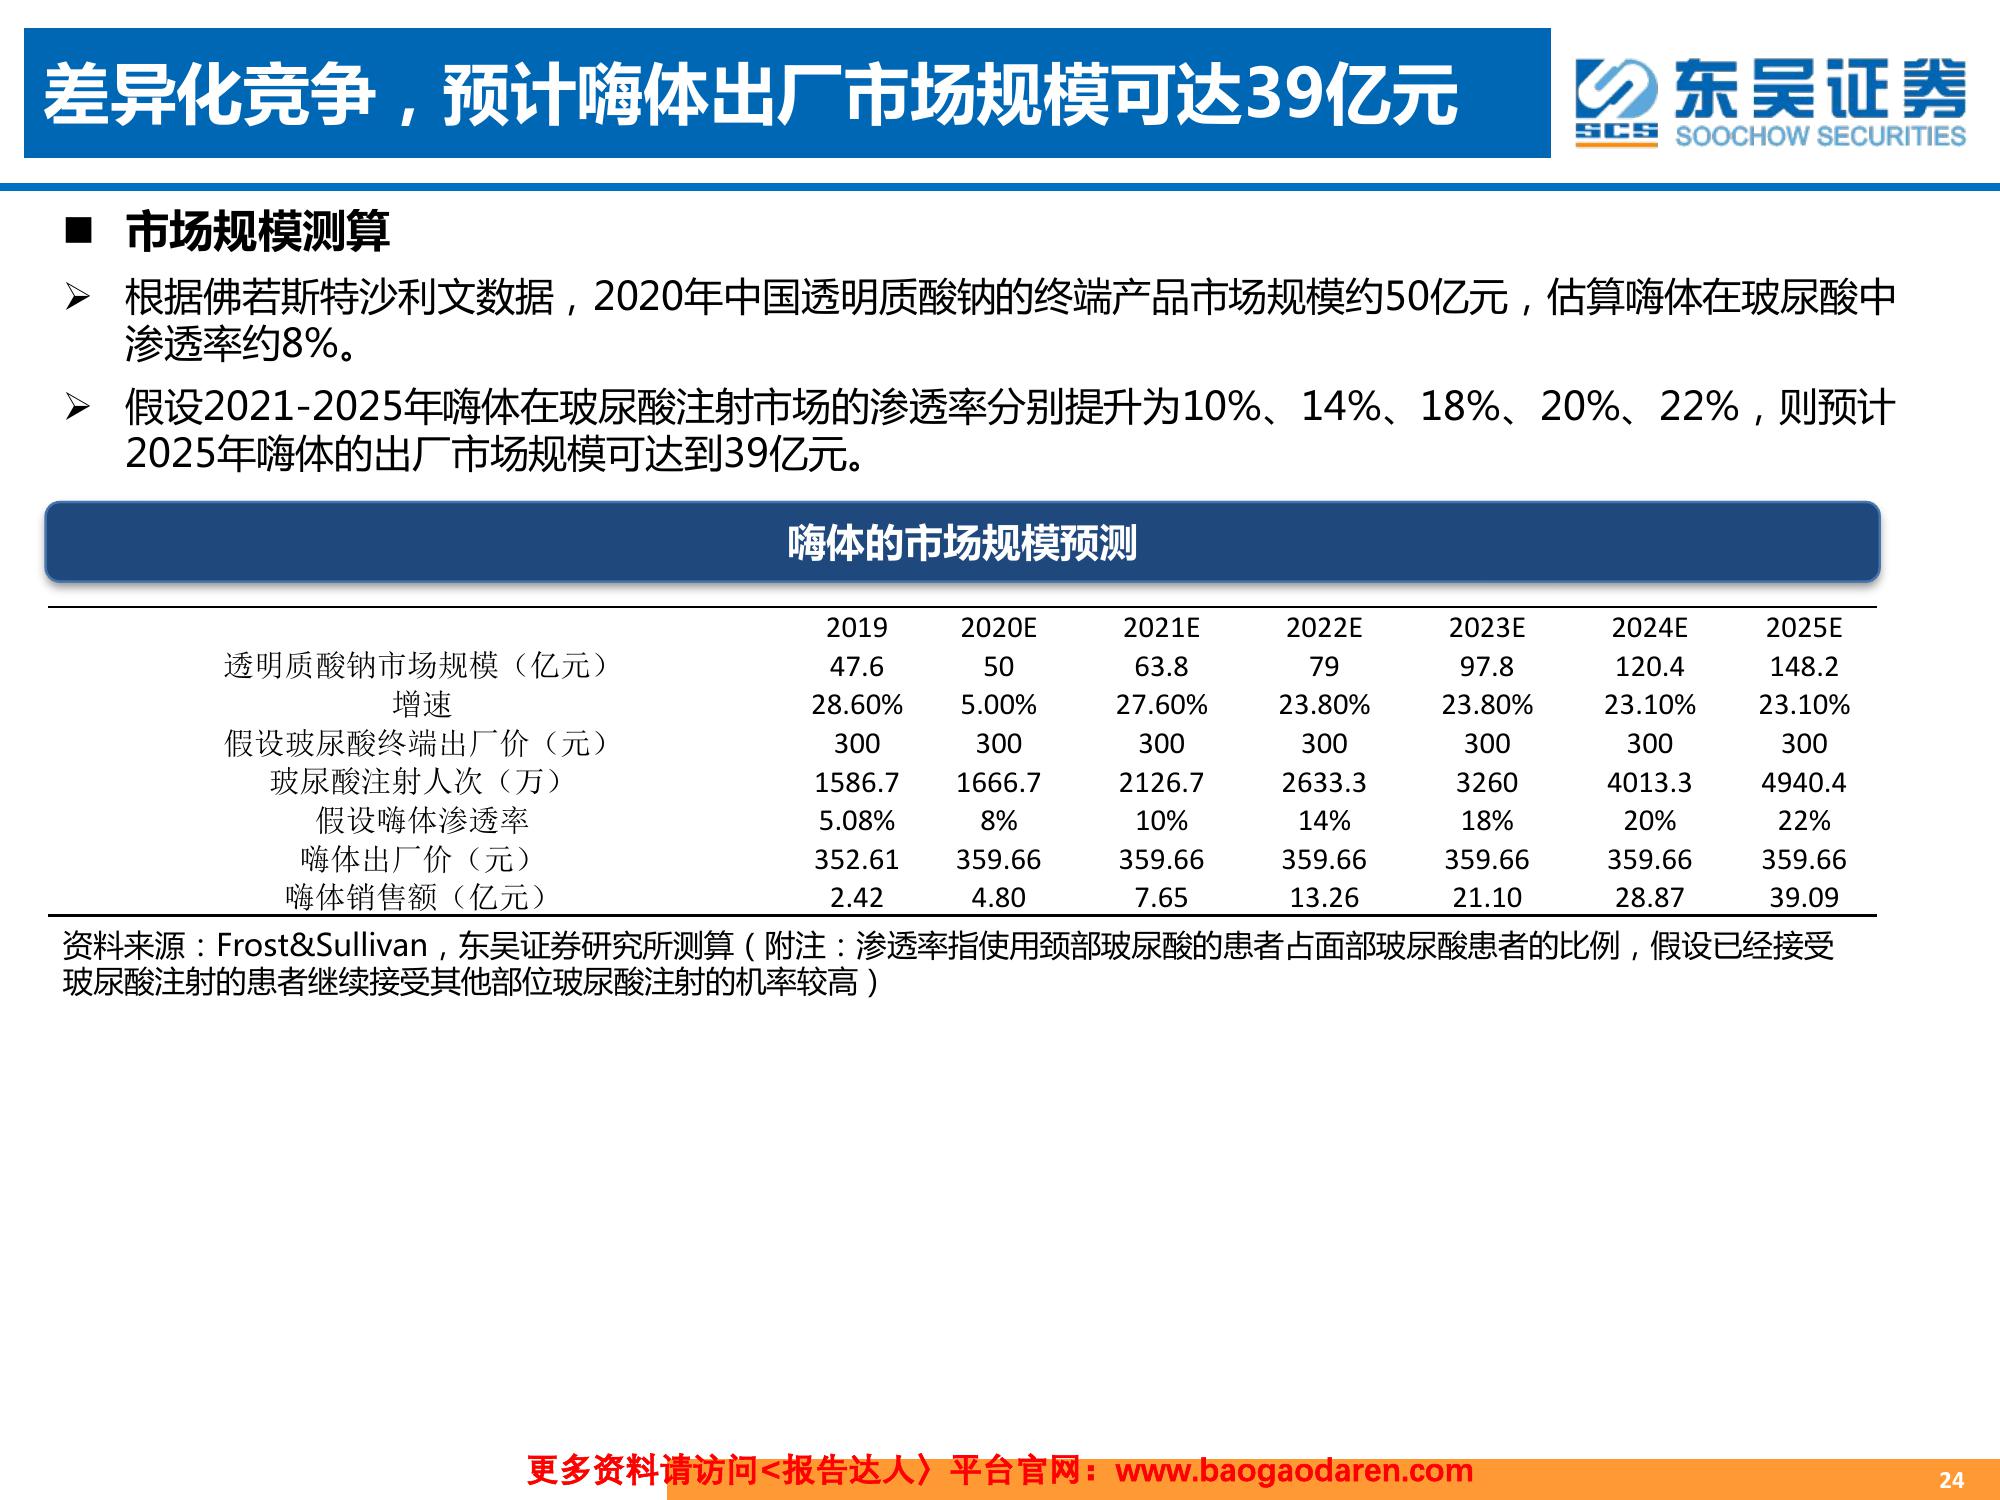 差异化竞争，预计嗨体出厂市场规模可达39亿元
SCS
东吴证券
SOOCHOW SECURITIES
■ 市场规模测算
➢ 根据佛若斯特沙利文数据，2020年中国透明质酸钠的终端产品市场规模约50亿元，估算嗨体在玻尿酸中
渗透率约8%。
➢ 假设2021-2025年嗨体在玻尿酸注射市场的渗透率分别提升为10%、14%、18%、20%、22%，则预计
2025年嗨体的出厂市场规模可达到39亿元。
嗨体的市场规模预测
2019 2020E 2021E 2022E 2023E 2024E 2025E
透明质酸钠市场规模（亿元） 47.6 50 63.8 79 97.8 120.4 148.2
增速 28.60% 5.00% 27.60% 23.80% 23.80% 23.10% 23.10%
假设玻尿酸终端出厂价（元） 300 300 300 300 300 300 300
玻尿酸注射人次（万） 1586.7 1666.7 2126.7 2633.3 3260 4013.3 4940.4
假设嗨体渗透率 5.08% 8% 10% 14% 18% 20% 22%
嗨体出厂价（元） 352.61 359.66 359.66 359.66 359.66 359.66 359.66
嗨体销售额（亿元） 2.42 4.80 7.65 13.26 21.10 28.87 39.09
资料来源：Frost&Sullivan，东吴证券研究所测算（附注：渗透率指使用颈部玻尿酸的患者占面部玻尿酸患者的比例，假设已经接受
玻尿酸注射的患者继续接受其他部位玻尿酸注射的机率较高）
更多资料请访问<报告达人〉平台官网：www.baogaodaren.com
24